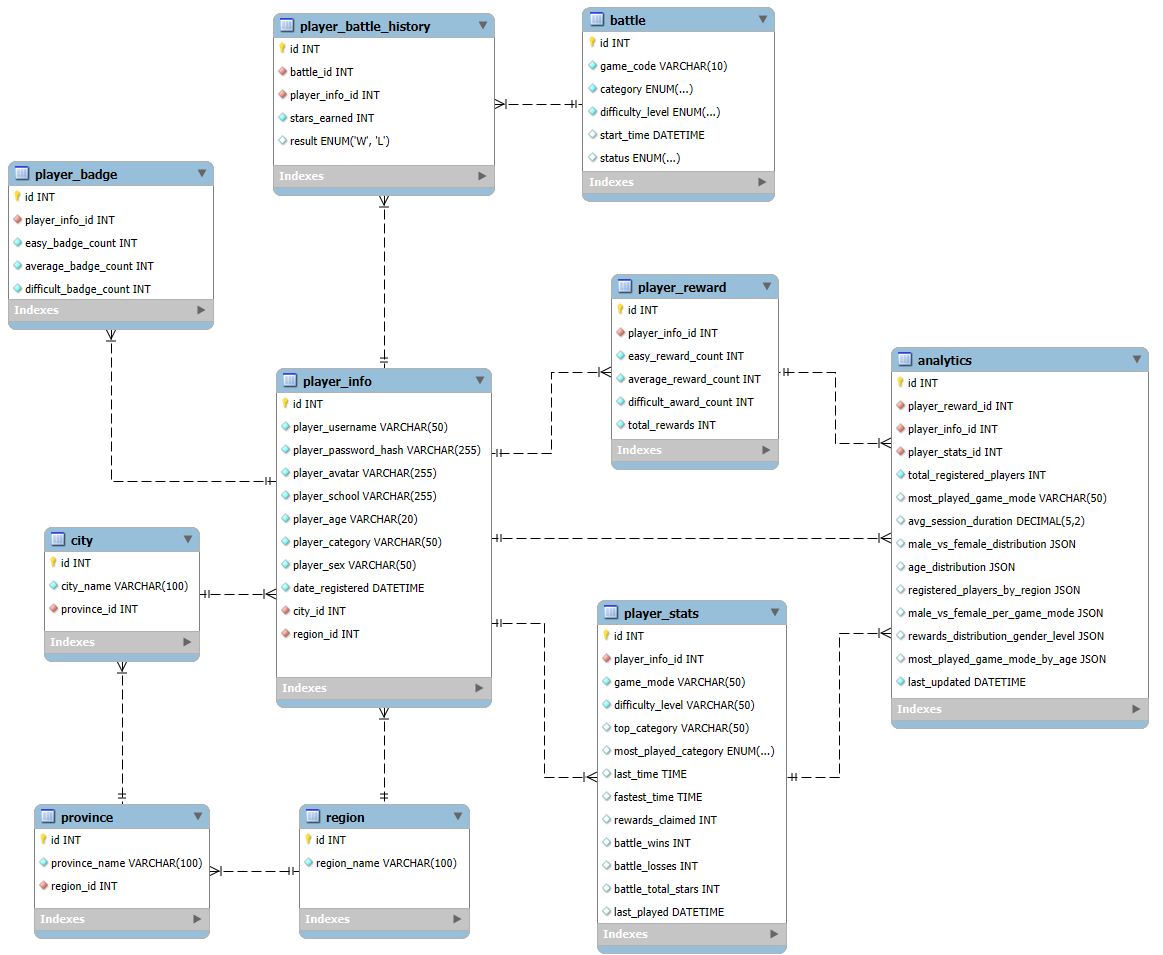 player_battle_history
id INT
battle_id INT
player_info_id INT
stars_earned INT
result ENUM('W', 'L')
Indexes
battle
id INT
game_code VARCHAR(10)
category ENUM(...)
difficulty_level ENUM(...)
start_time DATETIME
status ENUM(...)
Indexes
player_badge
id INT
player_info_id INT
easy_badge_count INT
average_badge_count INT
difficult_badge_count INT
Indexes
player_reward
id INT
player_info_id INT
easy_reward_count INT
average_reward_count INT
difficult_award_count INT
total_rewards INT
Indexes
analytics
id INT
player_reward_id INT
player_info_id INT
player_stats_id INT
total_registered_players INT
most_played_game_mode VARCHAR(50)
avg_session_duration DECIMAL(5,2)
male_vs_female_distribution JSON
age_distribution JSON
registered_players_by_region JSON
male_vs_female_per_game_mode JSON
rewards_distribution_gender_level JSON
most_played_game_mode_by_age JSON
last_updated DATETIME
Indexes
player_info
id INT
player_username VARCHAR(50)
player_password_hash VARCHAR(255)
player_avatar VARCHAR(255)
player_school VARCHAR(255)
player_age VARCHAR(20)
player_category VARCHAR(50)
player_sex VARCHAR(50)
date_registered DATETIME
city_id INT
region_id INT
Indexes
city
id INT
city_name VARCHAR(100)
province_id INT
Indexes
player_stats
id INT
player_info_id INT
game_mode VARCHAR(50)
difficulty_level VARCHAR(50)
top_category VARCHAR(50)
most_played_category ENUM(...)
last_time TIME
fastest_time TIME
rewards_claimed INT
battle_wins INT
battle_losses INT
battle_total_stars INT
last_played DATETIME
Indexes
province
id INT
province_name VARCHAR(100)
region_id INT
Indexes
region
id INT
region_name VARCHAR(100)
Indexes